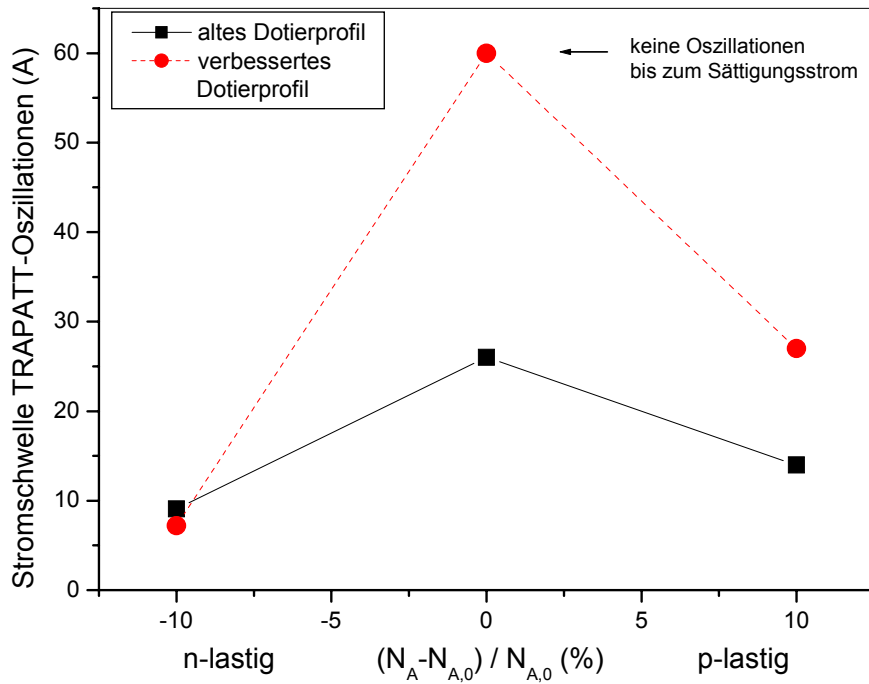 altes Dotierprofil
verbessertes
Dotierprofil
keine Oszillationen
bis zum Sättigungsstrom
Stromschwelle TRAPATT-Oszillationen (A)
60
50
40
30
20
10
0
-10
-5
0
5
10
n-lastig
(N_A-N_A,0) / N_A,0 (%)
p-lastig